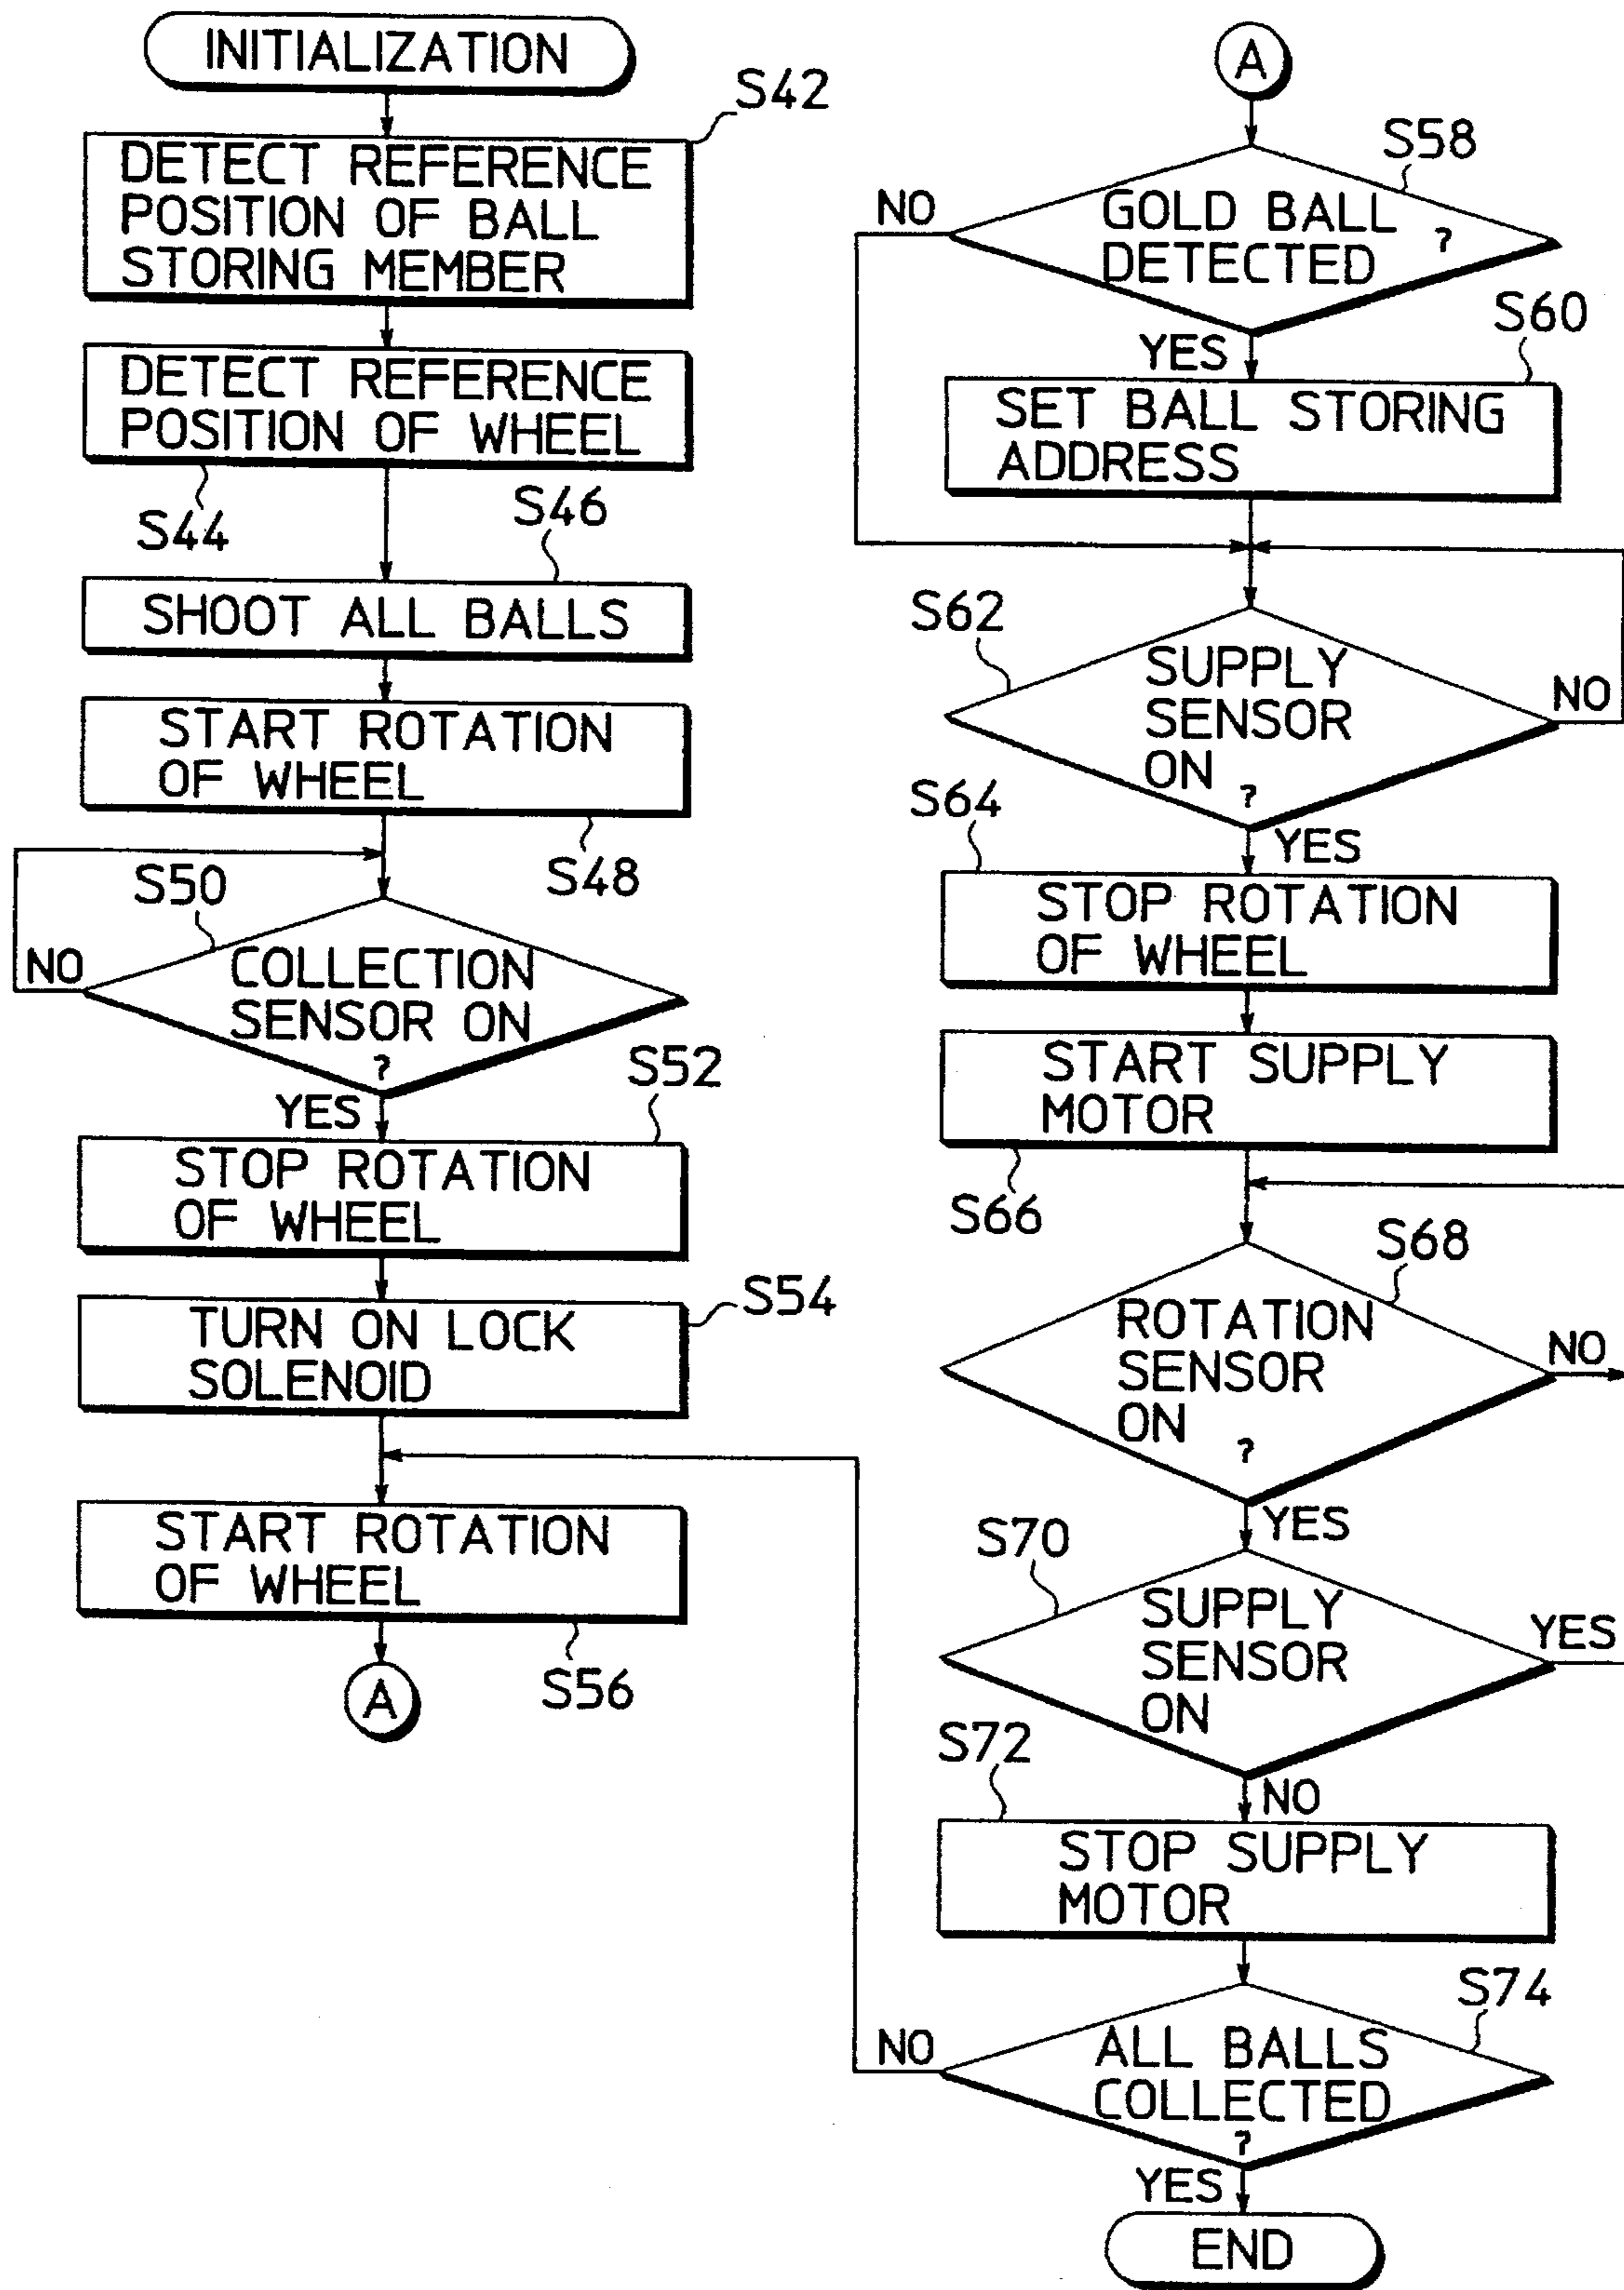 INITIALIZATION
S42
DETECT REFERENCE
POSITION OF BALL
STORING MEMBER
DETECT REFERENCE
POSITION OF WHEEL
S44
S46
SHOOT ALL BALLS
START ROTATION
OF WHEEL
S48
S50
NO
COLLECTION
SENSOR ON
?
YES
S52
STOP ROTATION
OF WHEEL
S54
TURN ON LOCK
SOLENOID
START ROTATION
OF WHEEL
S56
A
A
S58
NO
GOLD BALL
DETECTED ?
YES
S60
SET BALL STORING
ADDRESS
S62
SUPPLY
SENSOR
ON
?
NO
YES
S64
STOP ROTATION
OF WHEEL
START SUPPLY
MOTOR
S66
S68
ROTATION
SENSOR
ON
?
NO
YES
S70
SUPPLY
SENSOR
ON
YES
NO
S72
STOP SUPPLY
MOTOR
S74
NO
ALL BALLS
COLLECTED
?
YES
END